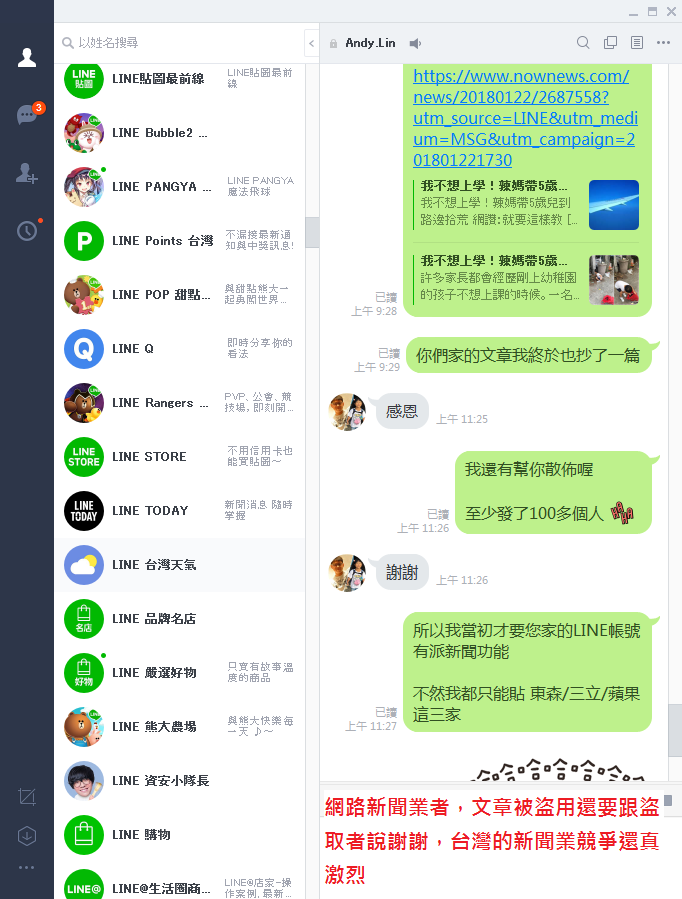 以姓名搜尋
Andy.Lin
3
LINE 貼圖
LINE貼圖最前線
LINE貼圖最前
線
LINE Bubble2 ...
LINE PANGYA ...
LINE PANGYA
魔法飛球
P
LINE Points 台灣
不漏接最新通
知與中獎訊息!
LINE POP 甜點...
與甜點熊大一
起勇闖世界...
Q
LINE Q
即時分享你的
看法
LINE Rangers ...
PVP、公會、競
技場, 即刻開...
LINE STORE
LINE STORE
不用信用卡也
能買貼圖～
LINE TODAY
LINE TODAY
新聞消息 隨時
掌握
LINE 台灣天氣
名店
LINE 品牌名店
好物
LINE 嚴選好物
只賣有故事溫
度的商品
LINE 熊大農場
與熊大快樂每
一天 ♪～
LINE 資安小隊長
LINE 購物
LINE@
LINE@生活圈商...
LINE@店家-操
作案例, 最新...
https://www.nownews.com/
news/20180122/2687558?
utm_source=LINE&utm_medi
um=MSG&utm_campaign=2
01801221730
我不想上學！辣媽帶5歲...
我不想上學！辣媽帶5歲兒到
路邊拾荒 網讚: 就要這樣教 [...
我不想上學！辣媽帶5歲...
許多家長都會經歷剛上幼稚園
的孩子不想上課的時候。一名...
已讀
上午 9:28
你們家的文章我終於也抄了一篇
已讀
上午 9:29
感恩
上午 11:25
我還有幫你散佈喔
至少發了100多個人
HAHA
已讀
上午 11:26
謝謝
上午 11:26
所以我當初才要您家的LINE帳號
有派新聞功能
不然我都只能貼 東森/三立/蘋果
這三家
已讀
上午 11:27
哈哈哈哈
網路新聞業者，文章被盜用還要跟盜
取者說謝謝，台灣的新聞業競爭還真
激烈